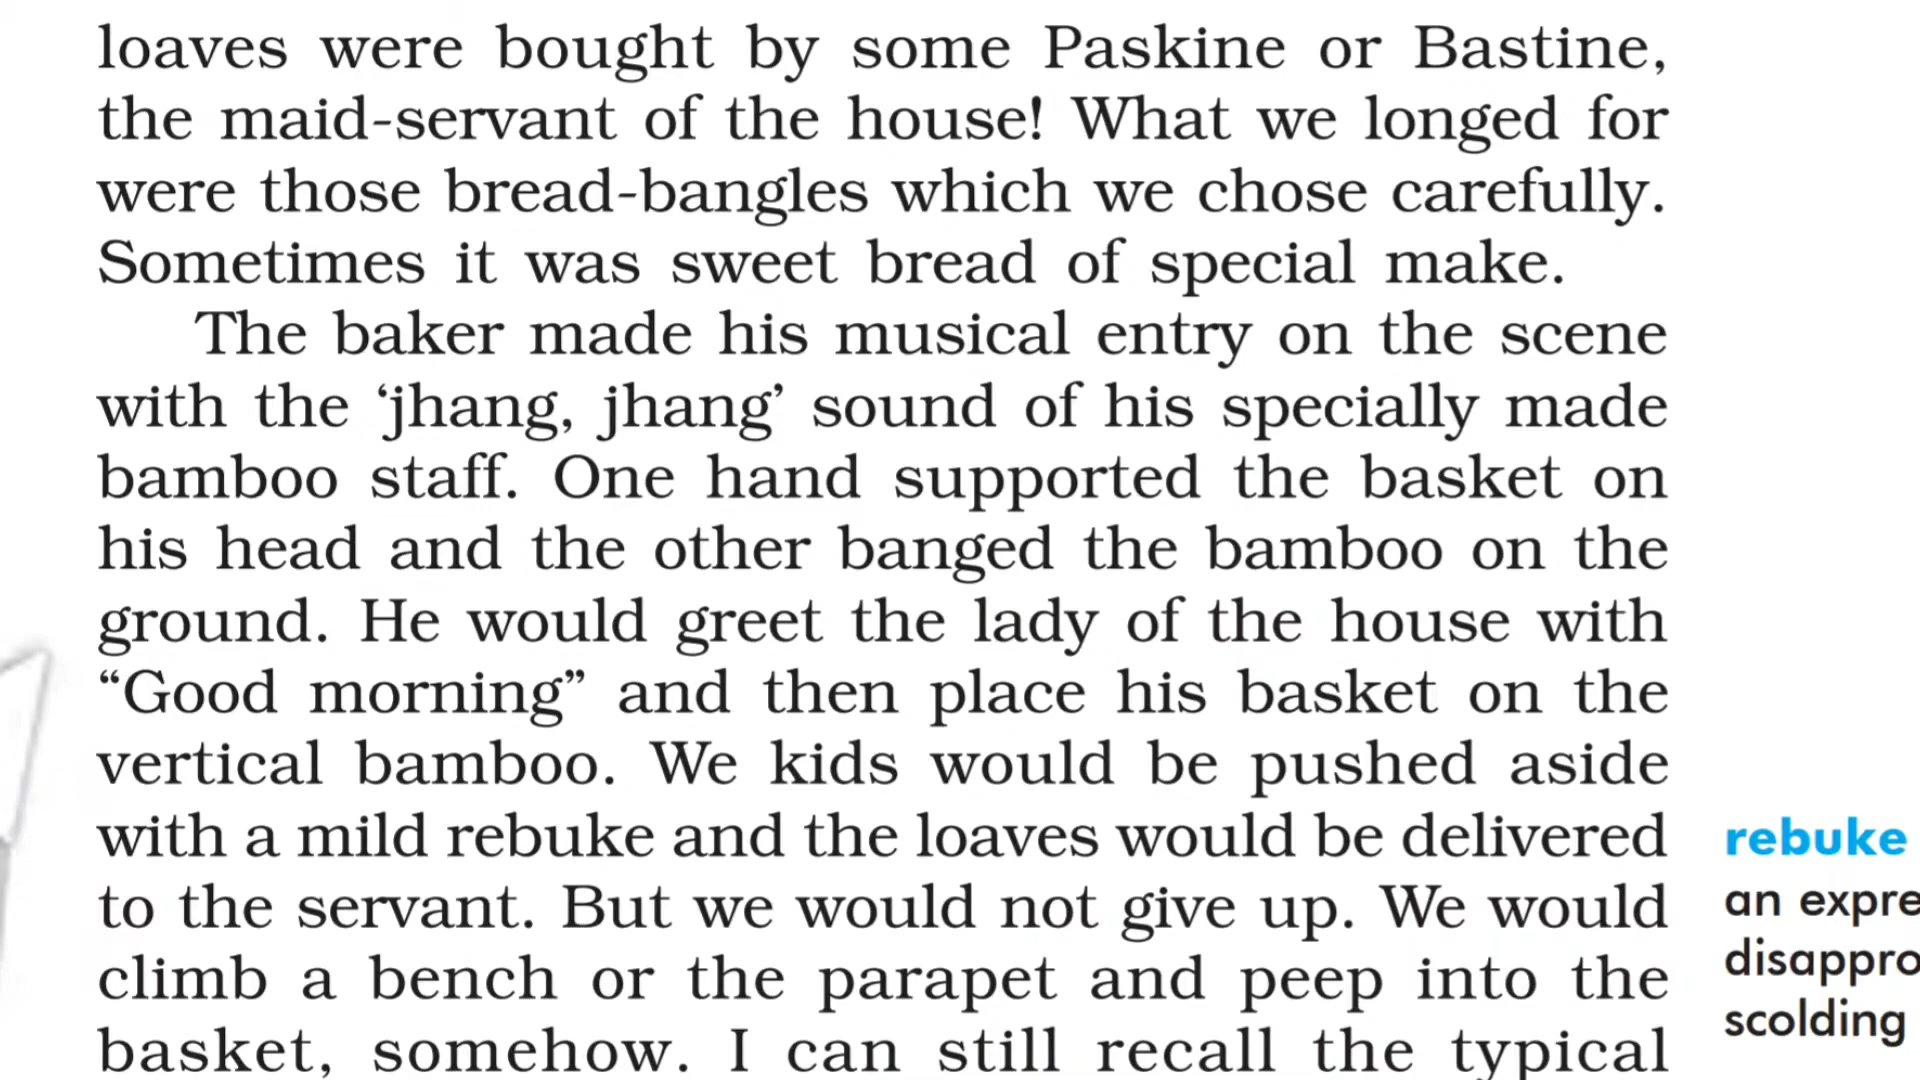 loaves were bought by some Paskine or Bastine,
the maid-servant of the house! What we longed for
were those bread-bangles which we chose carefully.
Sometimes it was sweet bread of special make.
The baker made his musical entry on the scene
with the ‘jhang, jhang’ sound of his specially made
bamboo staff. One hand supported the basket on
his head and the other banged the bamboo on the
ground. He would greet the lady of the house with
“Good morning” and then place his basket on the
vertical bamboo. We kids would be pushed aside
with a mild rebuke and the loaves would be delivered
to the servant. But we would not give up. We would
climb a bench or the parapet and peep into the
basket, somehow. I can still recall the typical
rebuke
an expre
disappro
scolding